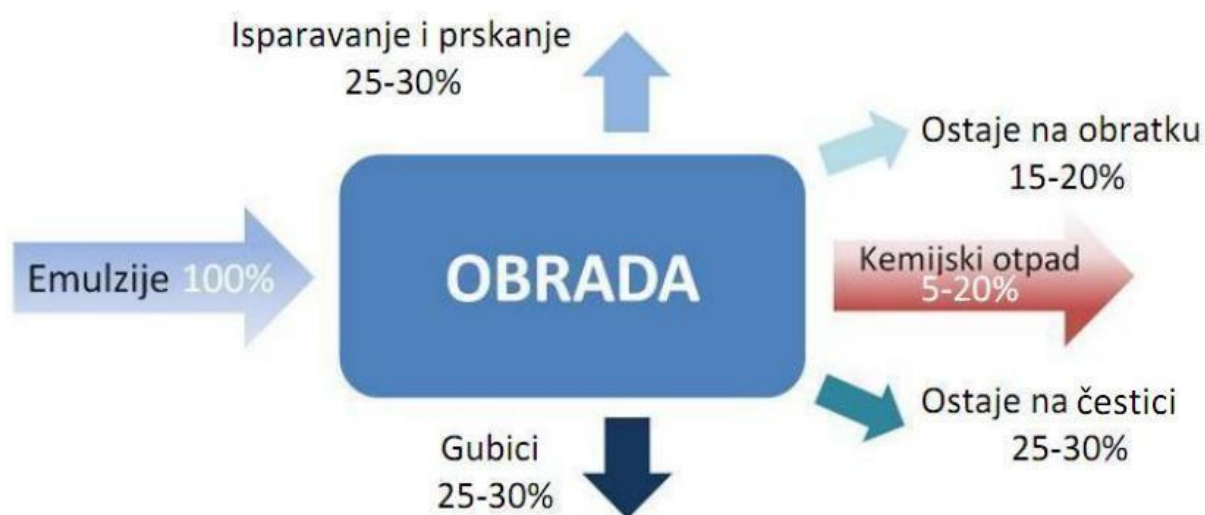 Isparavanje i prskanje
25-30%
Ostaje na obratku
15-20%
Emulzije 100%
OBRADA
Kemijski otpad
5-20%
Ostaje na čestici
25-30%
Gubici
25-30%